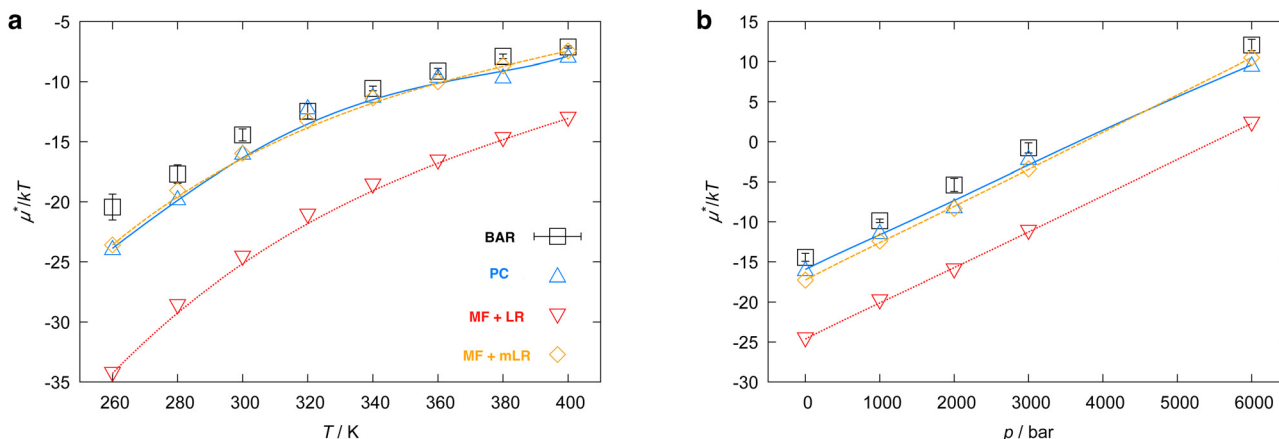 a
-5
-10
-15
-20
-25
-30
-35
μ*/kT
260 280 300 320 340 360 380 400
T / K
BAR
PC
MF + LR
MF + mLR
b
15
10
5
0
-5
-10
-15
-20
-25
-30
μ*/kT
0 1000 2000 3000 4000 5000 6000
p / bar